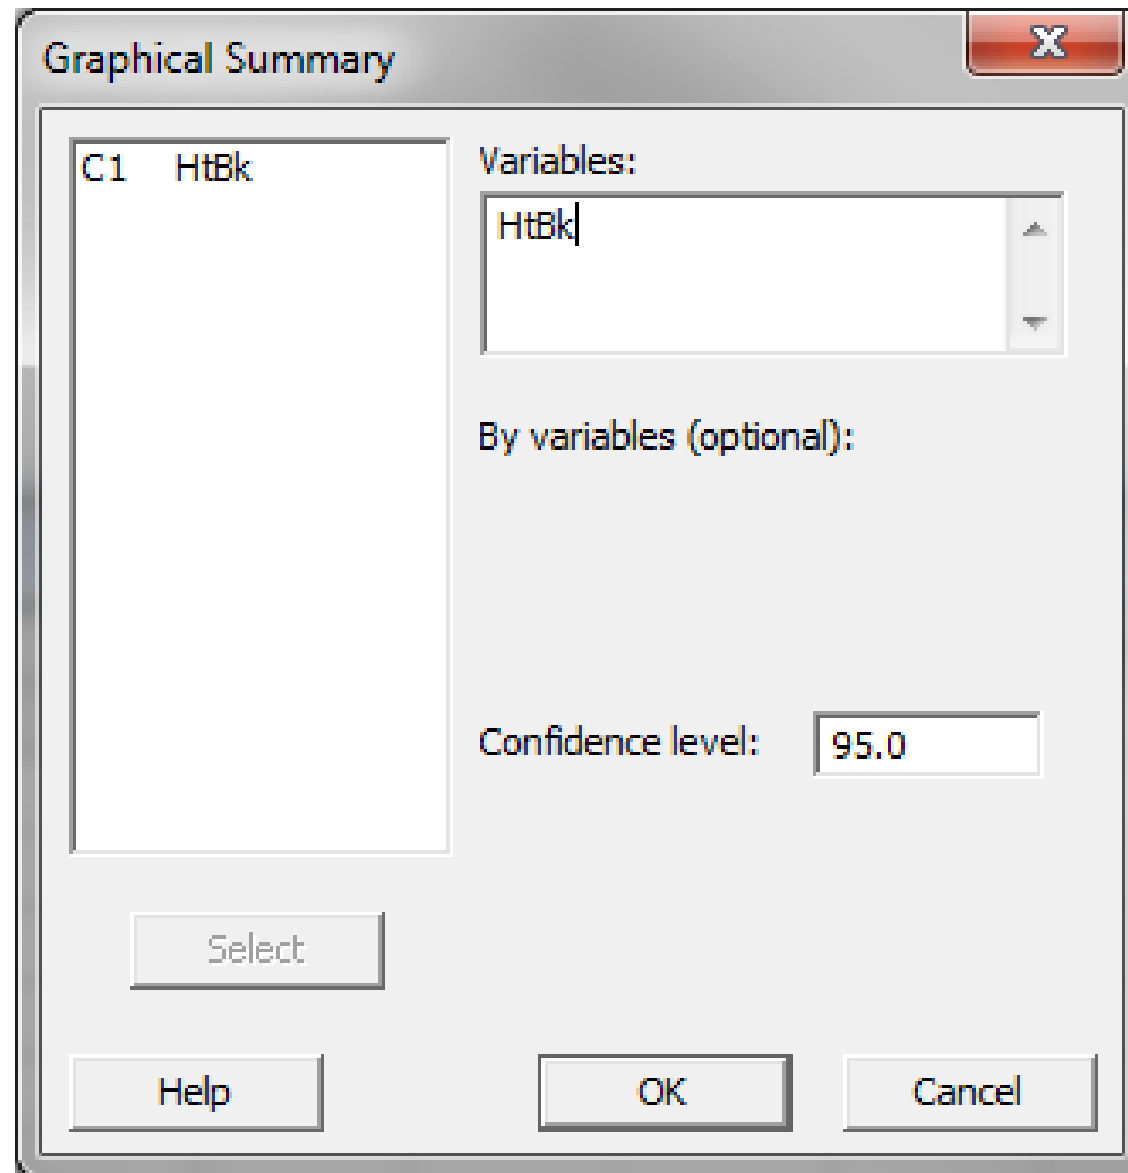 Graphical Summary
C1 HtBk
Variables:
HtBk
By variables (optional):
Confidence level: 95.0
Select
Help OK Cancel